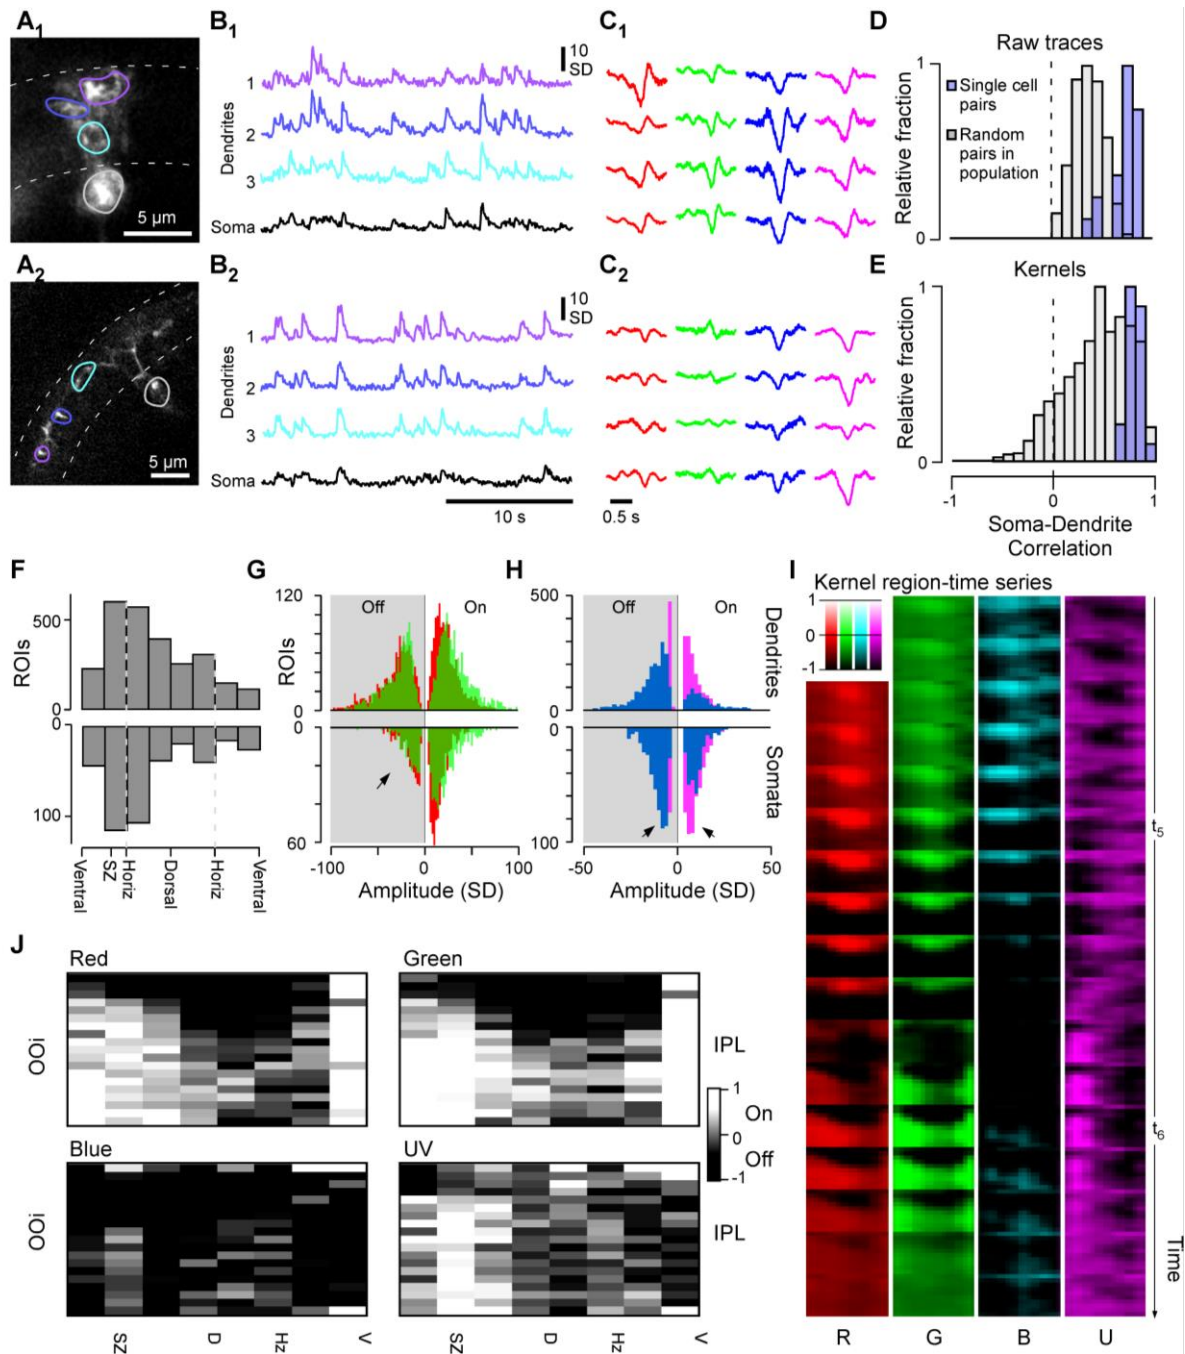 A1
5 µm
B1
10
SD
Dendrites
1
2
3
Soma
C1
D
Raw traces
1
Relative fraction
0
Single cell
pairs
Random
pairs in
population
A2
5 µm
B2
10
SD
Dendrites
1
2
3
Soma
10 s
C2
0.5 s
E
Kernels
1
Relative fraction
0
-1
0
1
Soma-Dendrite
Correlation
F
ROIs
500
0
0
100
Ventral
SZ
Horiz
Dorsal
Horiz
Ventral
G
ROIs
120
0
0
60
Off
On
-100
0
100
Amplitude (SD)
H
500
0
0
100
Off
On
Dendrites
Somata
-50
0
50
Amplitude (SD)
I
Kernel region-time series
1
0
-1
1
0
-1
t5
t6
Time
R
G
B
U
J
Red
Green
OOi
IPL
1
On
0
Off
-1
Blue
UV
OOi
IPL
SZ
D
Hz
V
SZ
D
Hz
V